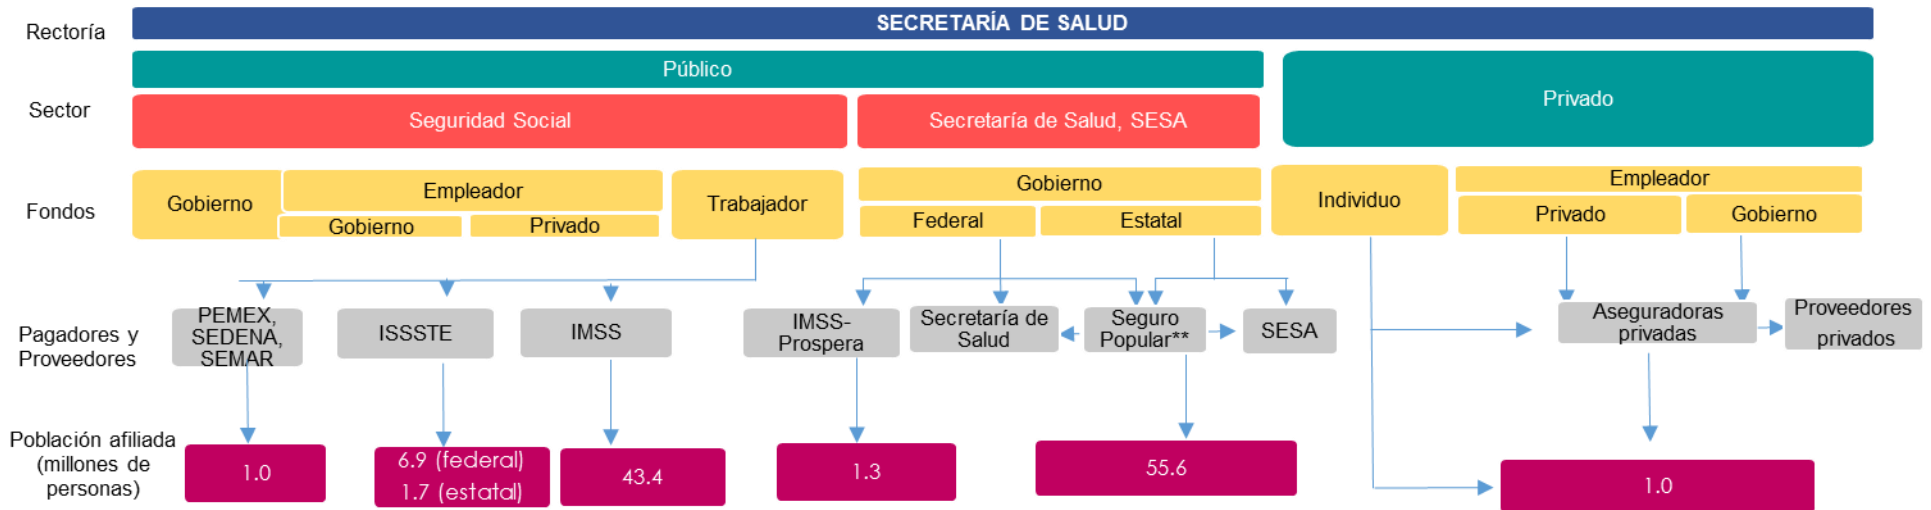 Rectoría
SECRETARÍA DE SALUD
Sector
Público
Privado
Seguridad Social
Secretaría de Salud, SESA
Fondos
Gobierno
Empleador
Gobierno
Privado
Trabajador
Gobierno
Federal
Estatal
Individuo
Empleador
Privado
Gobierno
Pagadores y
Proveedores
PEMEX,
SEDENA,
SEMAR
ISSSTE
IMSS
IMSS-
Prospera
Secretaría de
Salud
Seguro
Popular**
SESA
Aseguradoras
privadas
Proveedores
privados
Población afiliada
(millones de
personas)
1.0
6.9 (federal)
1.7 (estatal)
43.4
1.3
55.6
1.0